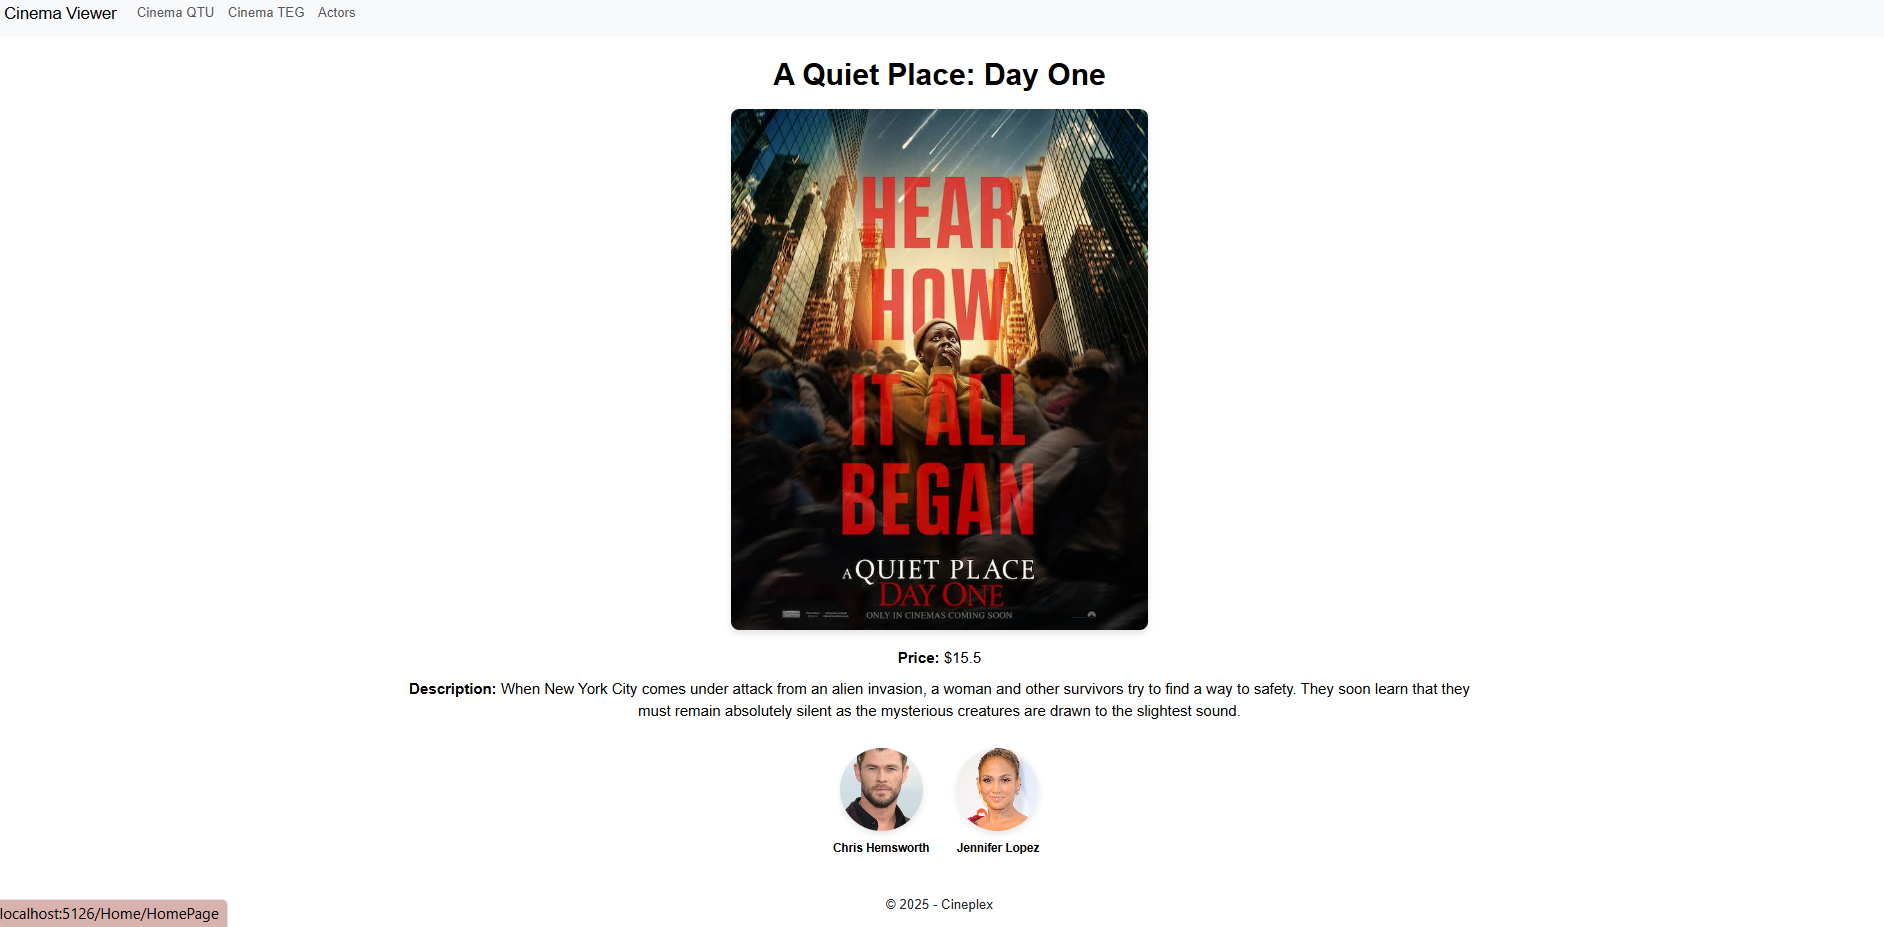 Cinema Viewer Cinema QTU Cinema TEG Actors
A Quiet Place: Day One
HEAR
HOW
IT ALL
BEGAN
A QUIET PLACE
DAY ONE
ONLY IN CINEMAS COMING SOON
Price: $15.5
Description: When New York City comes under attack from an alien invasion, a woman and other survivors try to find a way to safety. They soon learn that they
must remain absolutely silent as the mysterious creatures are drawn to the slightest sound.
Chris Hemsworth Jennifer Lopez
© 2025 - Cineplex
localhost:5126/Home/HomePage